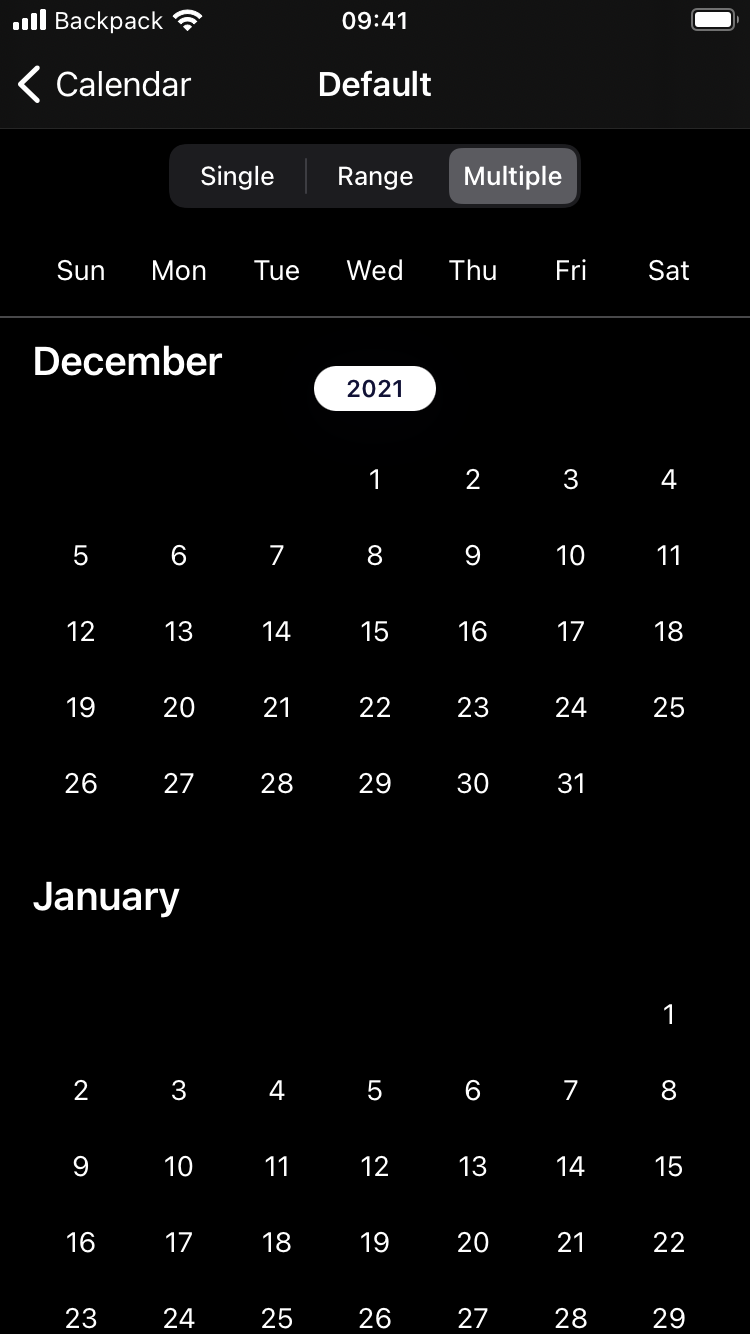 Backpack 09:41
Calendar Default
Single Range Multiple
Sun Mon Tue Wed Thu Fri Sat
December
2021
1 2 3 4
5 6 7 8 9 10 11
12 13 14 15 16 17 18
19 20 21 22 23 24 25
26 27 28 29 30 31
January
1
2 3 4 5 6 7 8
9 10 11 12 13 14 15
16 17 18 19 20 21 22
23 24 25 26 27 28 29